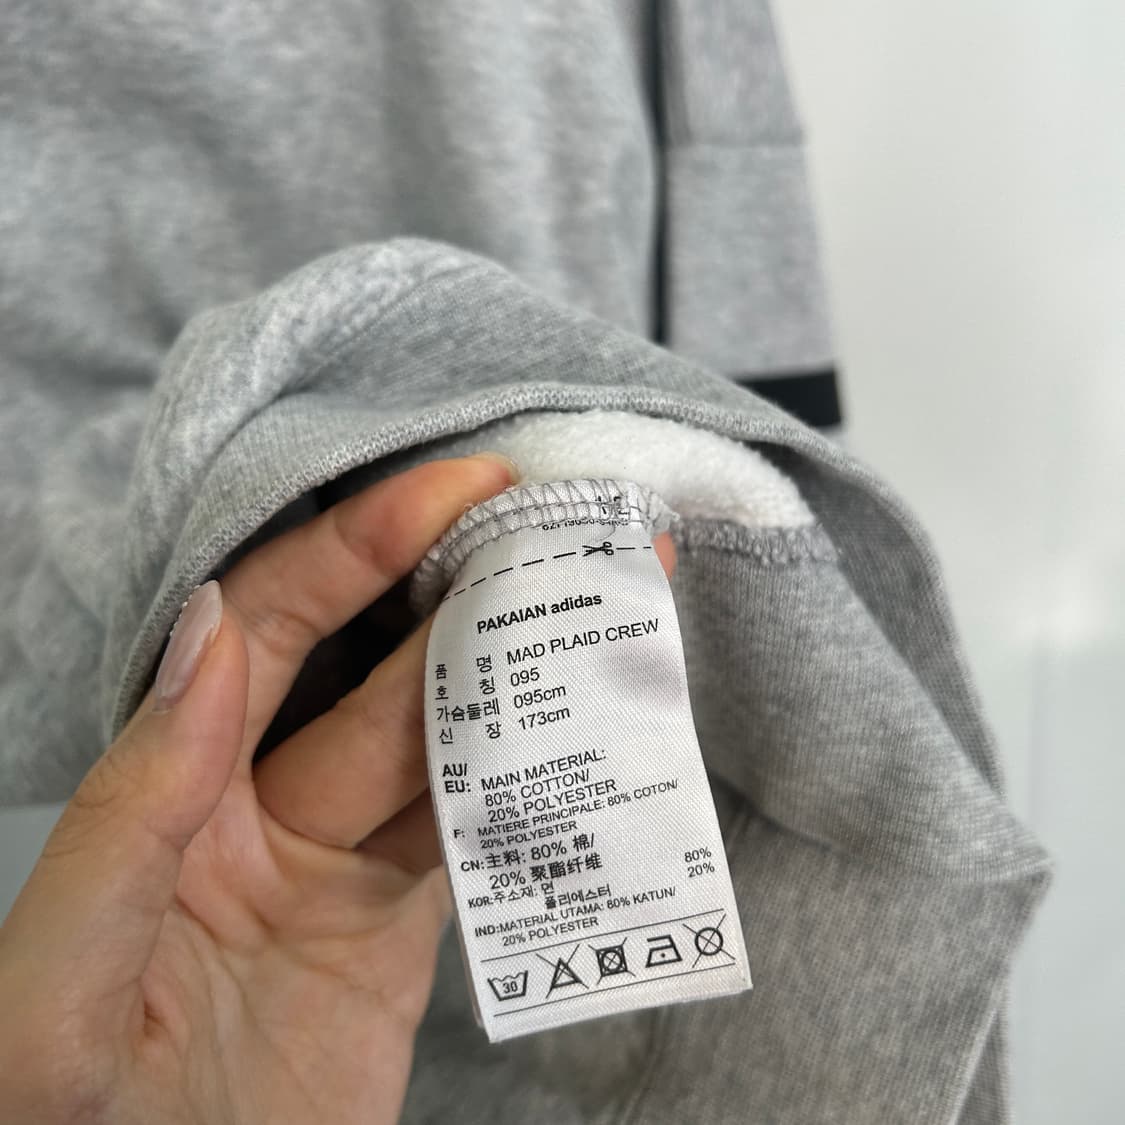 PAKAIAN adidas
품 명 MAD PLAID CREW
호 칭 095
가슴둘레 095cm
신 장 173cm
AU/
EU: MAIN MATERIAL:
80% COTTON/
20% POLYESTER
F: MATIERE PRINCIPALE: 80% COTON/
20% POLYESTER
CN:主料: 80% 棉/
20% 聚酯纤维
KOR:주소재: 면 80%
폴리에스터 20%
IND:MATERIAL UTAMA: 80% KATUN/
20% POLYESTER
30